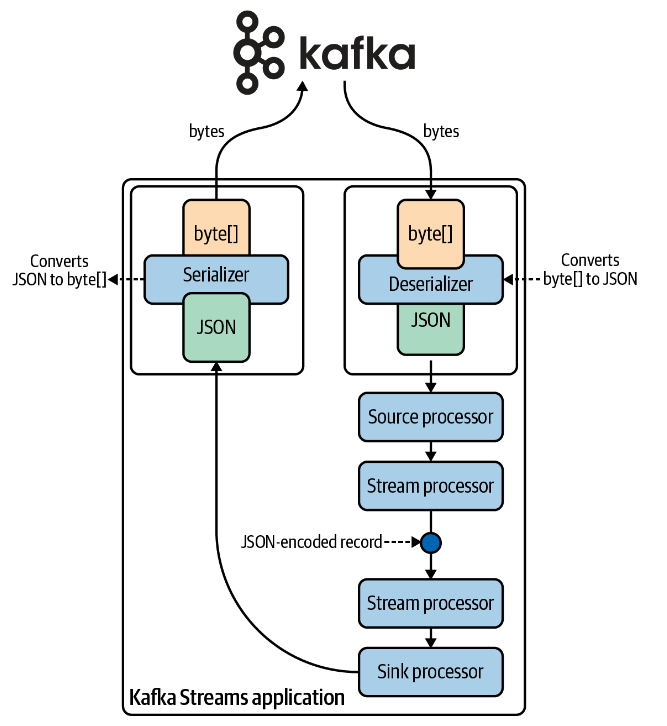 kafka
bytes
bytes
byte[]
byte[]
Converts
JSON to byte[]
Serializer
Deserializer
Converts
byte[] to JSON
JSON
JSON
Source processor
Stream processor
JSON-encoded record
Stream processor
Sink processor
Kafka Streams application